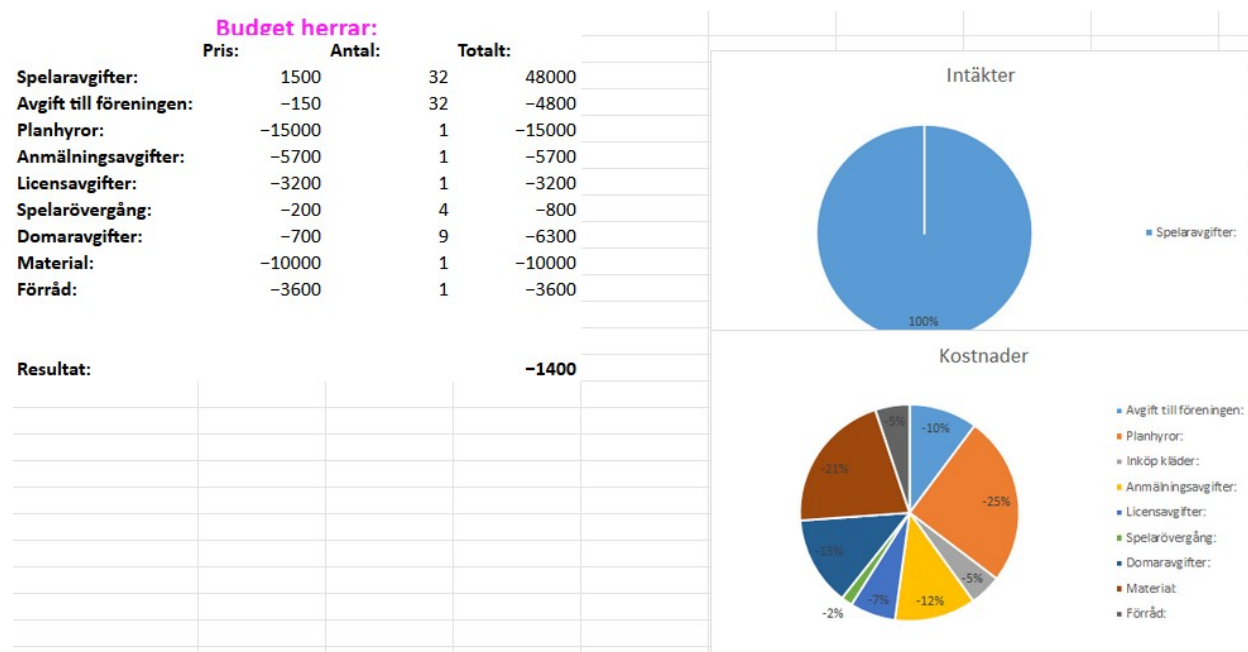 Budget herrar:
Pris: Antal: Totalt:
Spelaravgifter: 1500 32 48000
Avgift till föreningen: −150 32 −4800
Planhyror: −15000 1 −15000
Anmälningsavgifter: −5700 1 −5700
Licensavgifter: −3200 1 −3200
Spelarövergång: −200 4 −800
Domaravgifter: −700 9 −6300
Material: −10000 1 −10000
Förråd: −3600 1 −3600
Resultat: −1400
Intäkter
Spelaravgifter:
100%
Kostnader
-5%
-10%
-21%
-25%
-13%
-5%
-7%
-12%
-2%
Avgift till föreningen:
Planhyror:
Inköp kläder:
Anmälningsavgifter:
Licensavgifter:
Spelarövergång:
Domaravgifter:
Material:
Förråd: